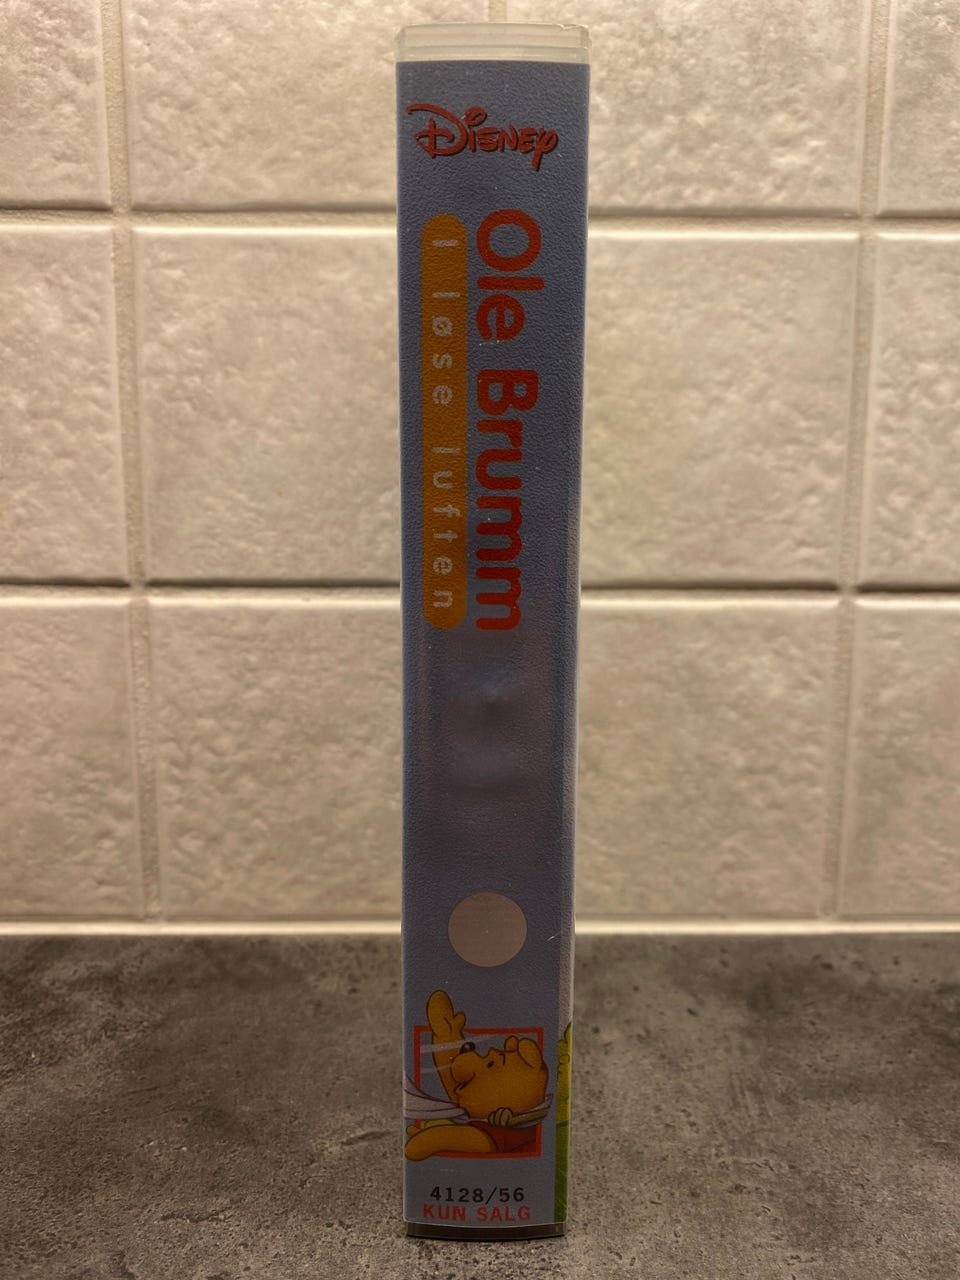 Disney
Ole Brumm
I løse luften
4128/56
KUN SALG